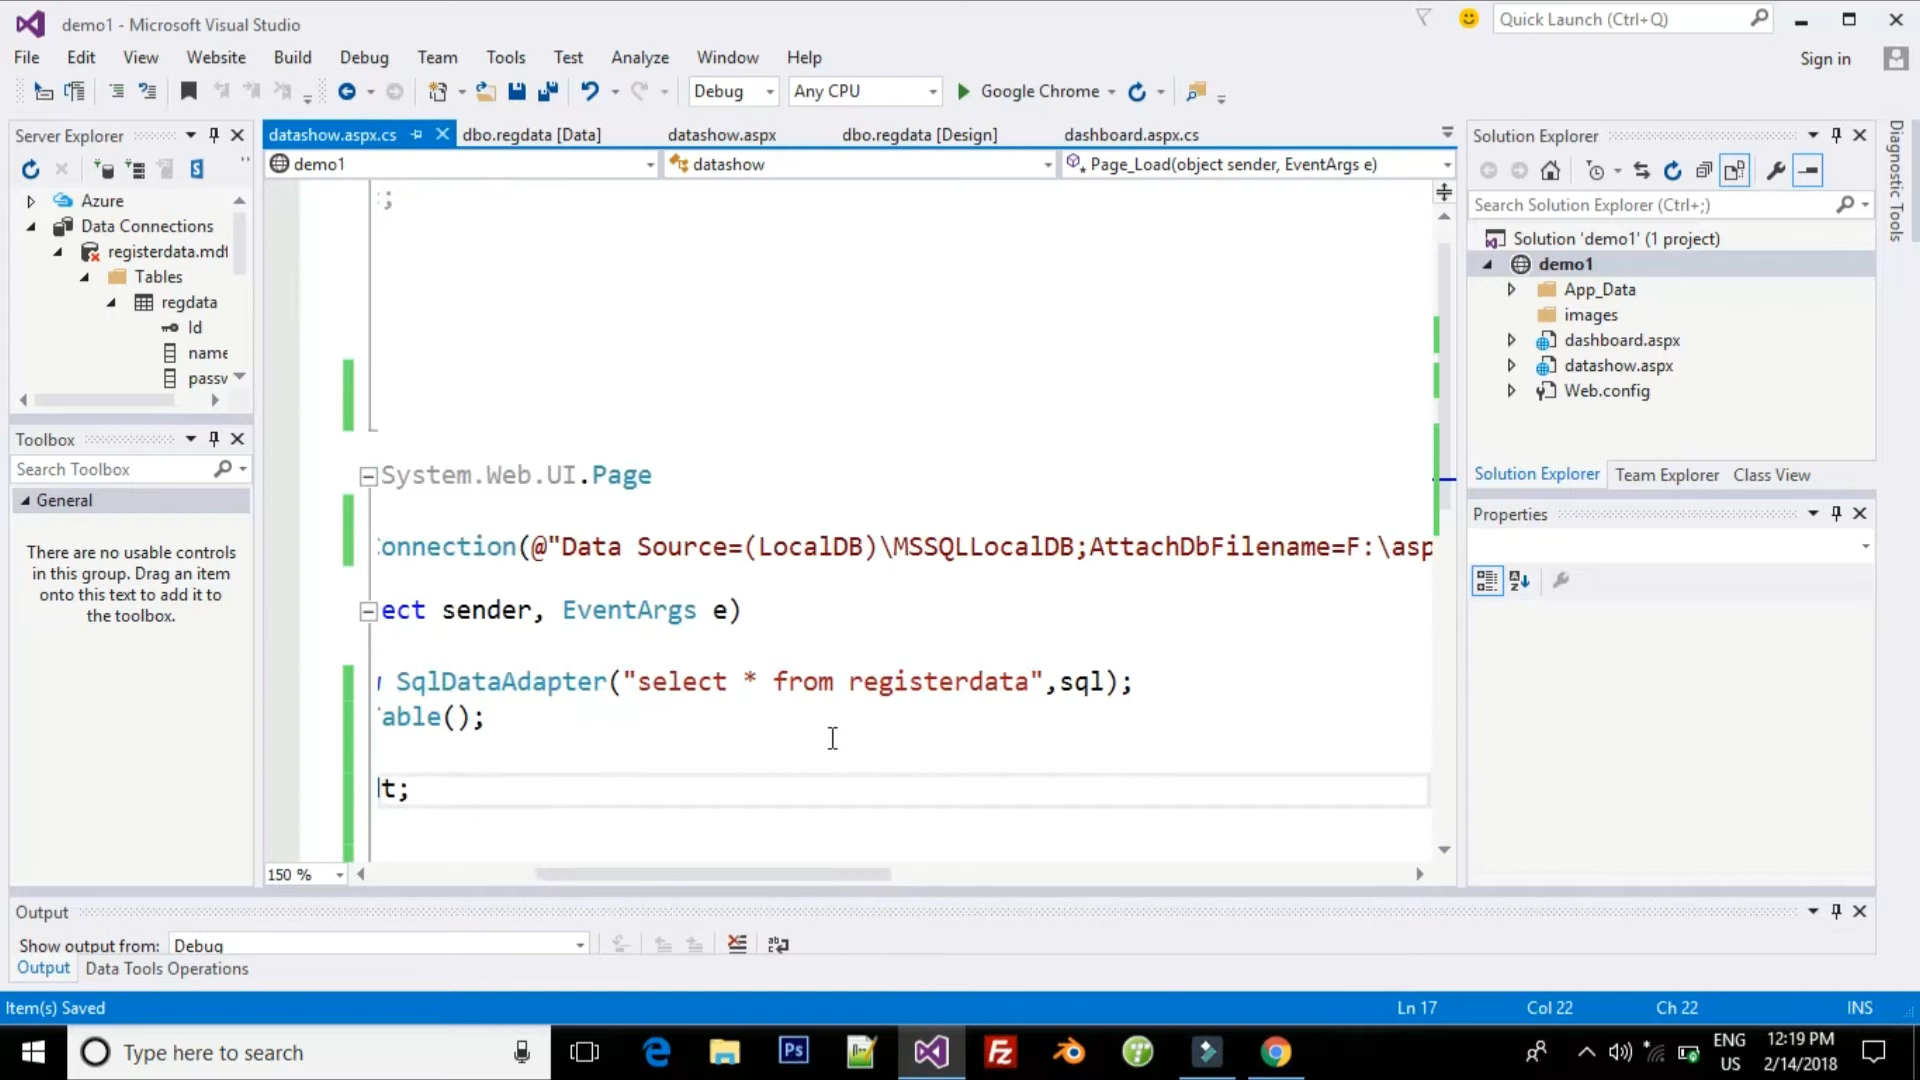 demo1 - Microsoft Visual Studio
Quick Launch (Ctrl+Q)
File Edit View Website Build Debug Team Tools Test Analyze Window Help
Sign in
Debug Any CPU Google Chrome
Server Explorer
datashow.aspx.cs dbo.regdata [Data] datashow.aspx dbo.regdata [Design] dashboard.aspx.cs
Solution Explorer
Diagnostic Tools
demo1 datashow Page_Load(object sender, EventArgs e)
Azure
Data Connections
registerdata.mdf
Tables
regdata
Id
name
passw
Search Solution Explorer (Ctrl+;)
Solution 'demo1' (1 project)
demo1
App_Data
images
dashboard.aspx
datashow.aspx
Web.config
Solution Explorer Team Explorer Class View
Toolbox
Search Toolbox
General
There are no usable controls
in this group. Drag an item
onto this text to add it to
the toolbox.
;
System.Web.UI.Page
onnection(@"Data Source=(LocalDB)\MSSQLLocalDB;AttachDbFilename=F:\asp
ect sender, EventArgs e)
SqlDataAdapter("select * from registerdata",sql);
able();
t;
150 %
Properties
Output
Show output from: Debug
Output Data Tools Operations
Item(s) Saved
Ln 17 Col 22 Ch 22 INS
Type here to search
Ps
Fz
ENG
US
12:19 PM
2/14/2018